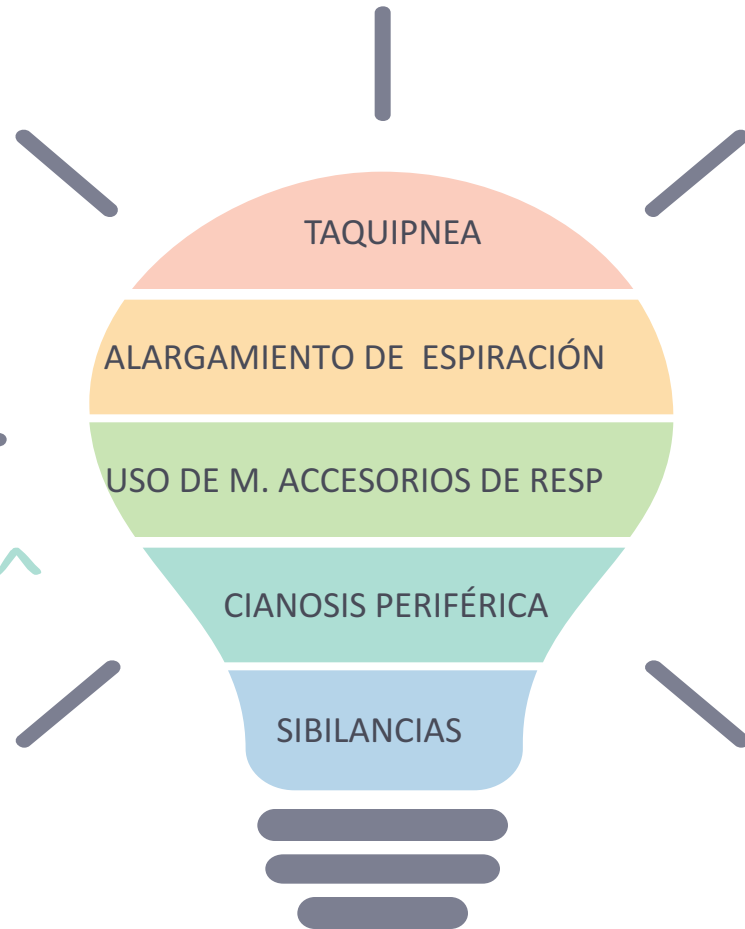 TAQUIPNEA
ALARGAMIENTO DE  ESPIRACIÓN
USO DE M. ACCESORIOS DE RESP
CIANOSIS PERIFÉRICA
SIBILANCIAS